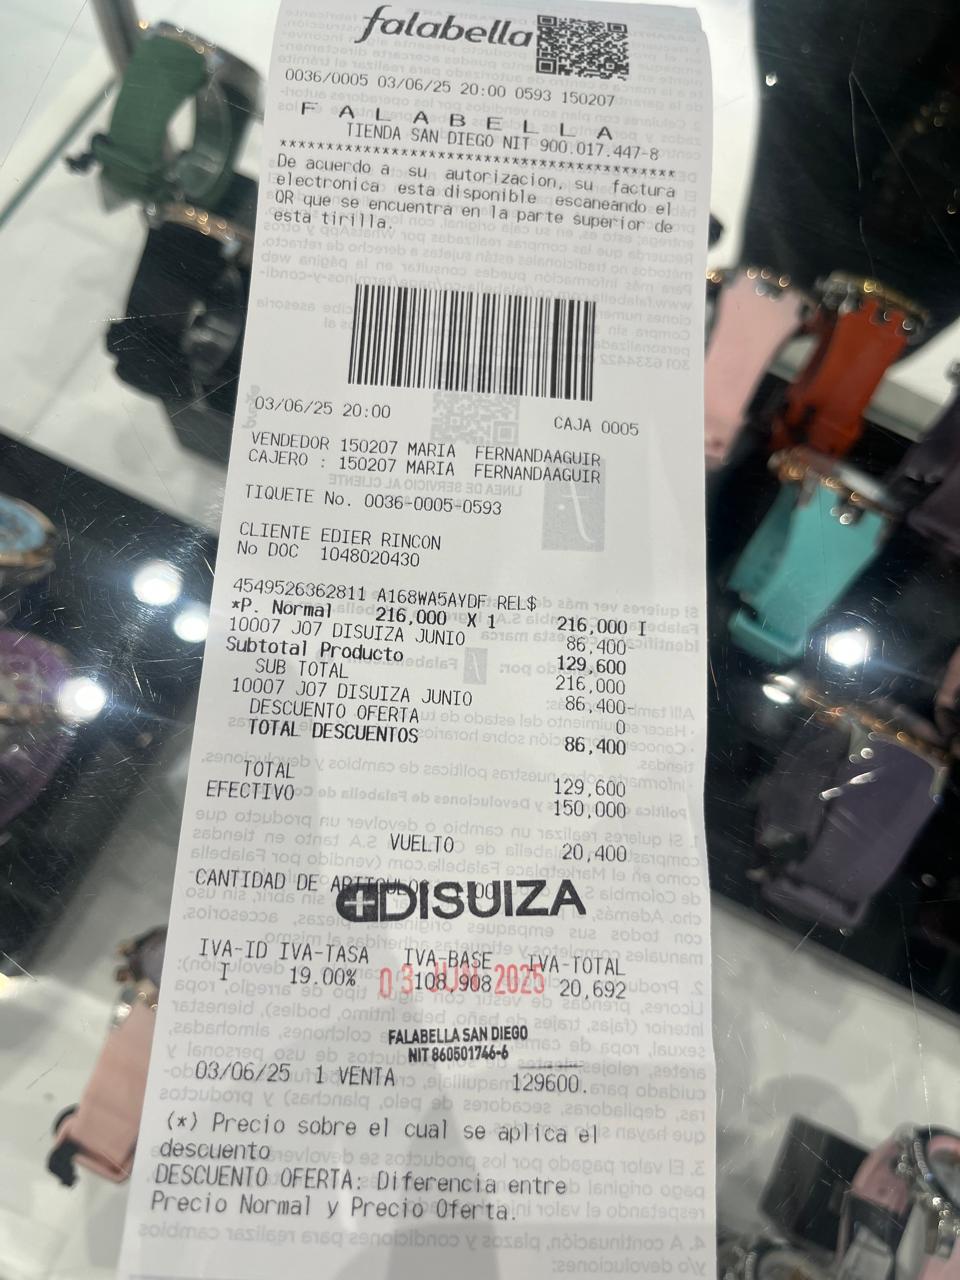 falabella
0036/0005 03/06/25 20:00 0593 150207
F A L A B E L L A
TIENDA SAN DIEGO NIT 900.017.447-8
******************************************
De acuerdo a su autorizacion, su factura
electronica esta disponible escaneando el
QR que se encuentra en la parte superior de
esta tirilla.
03/06/25 20:00 CAJA 0005
VENDEDOR 150207 MARIA FERNANDAAGUIR
CAJERO : 150207 MARIA FERNANDAAGUIR
TIQUETE No. 0036-0005-0593
CLIENTE EDIER RINCON
No DOC 1048020430
4549526362811 A168WA5AYDF REL$
*P. Normal 216,000 X 1 216,000 I
10007 J07 DISUIZA JUNIO 86,400-
Subtotal Producto 129,600
SUB TOTAL 216,000
10007 J07 DISUIZA JUNIO 86,400-
DESCUENTO OFERTA 0
TOTAL DESCUENTOS 86,400
TOTAL 129,600
EFECTIVO 150,000
VUELTO 20,400
CANTIDAD DE
DISUIZA
IVA-ID IVA-TASA IVA-BASE IVA-TOTAL
I 19.00% 108,908 20,692
03 JUN 2025
FALABELLA SAN DIEGO
NIT 860501746-6
03/06/25 1 VENTA 129600.
(*) Precio sobre el cual se aplica el
descuento
DESCUENTO OFERTA: Diferencia entre
Precio Normal y Precio Oferta.